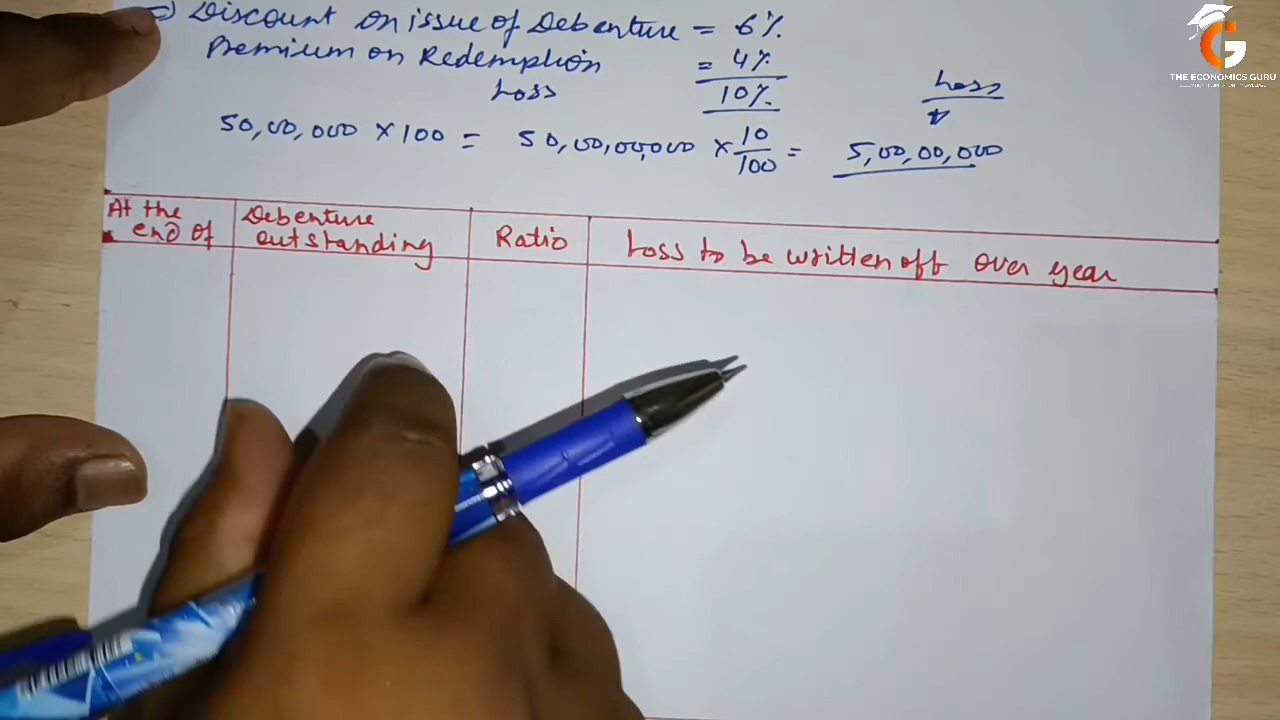 =) Discount on issue of Debenture = 6%.
Premium on Redemption = 4%.
Loss 10%.
Loss
50,00,000 × 100 = 50,00,00,000 × 10/100 = 5,00,00,000
At the end of
Debenture outstanding
Ratio
Loss to be written off over year
G
THE ECONOMICS GURU